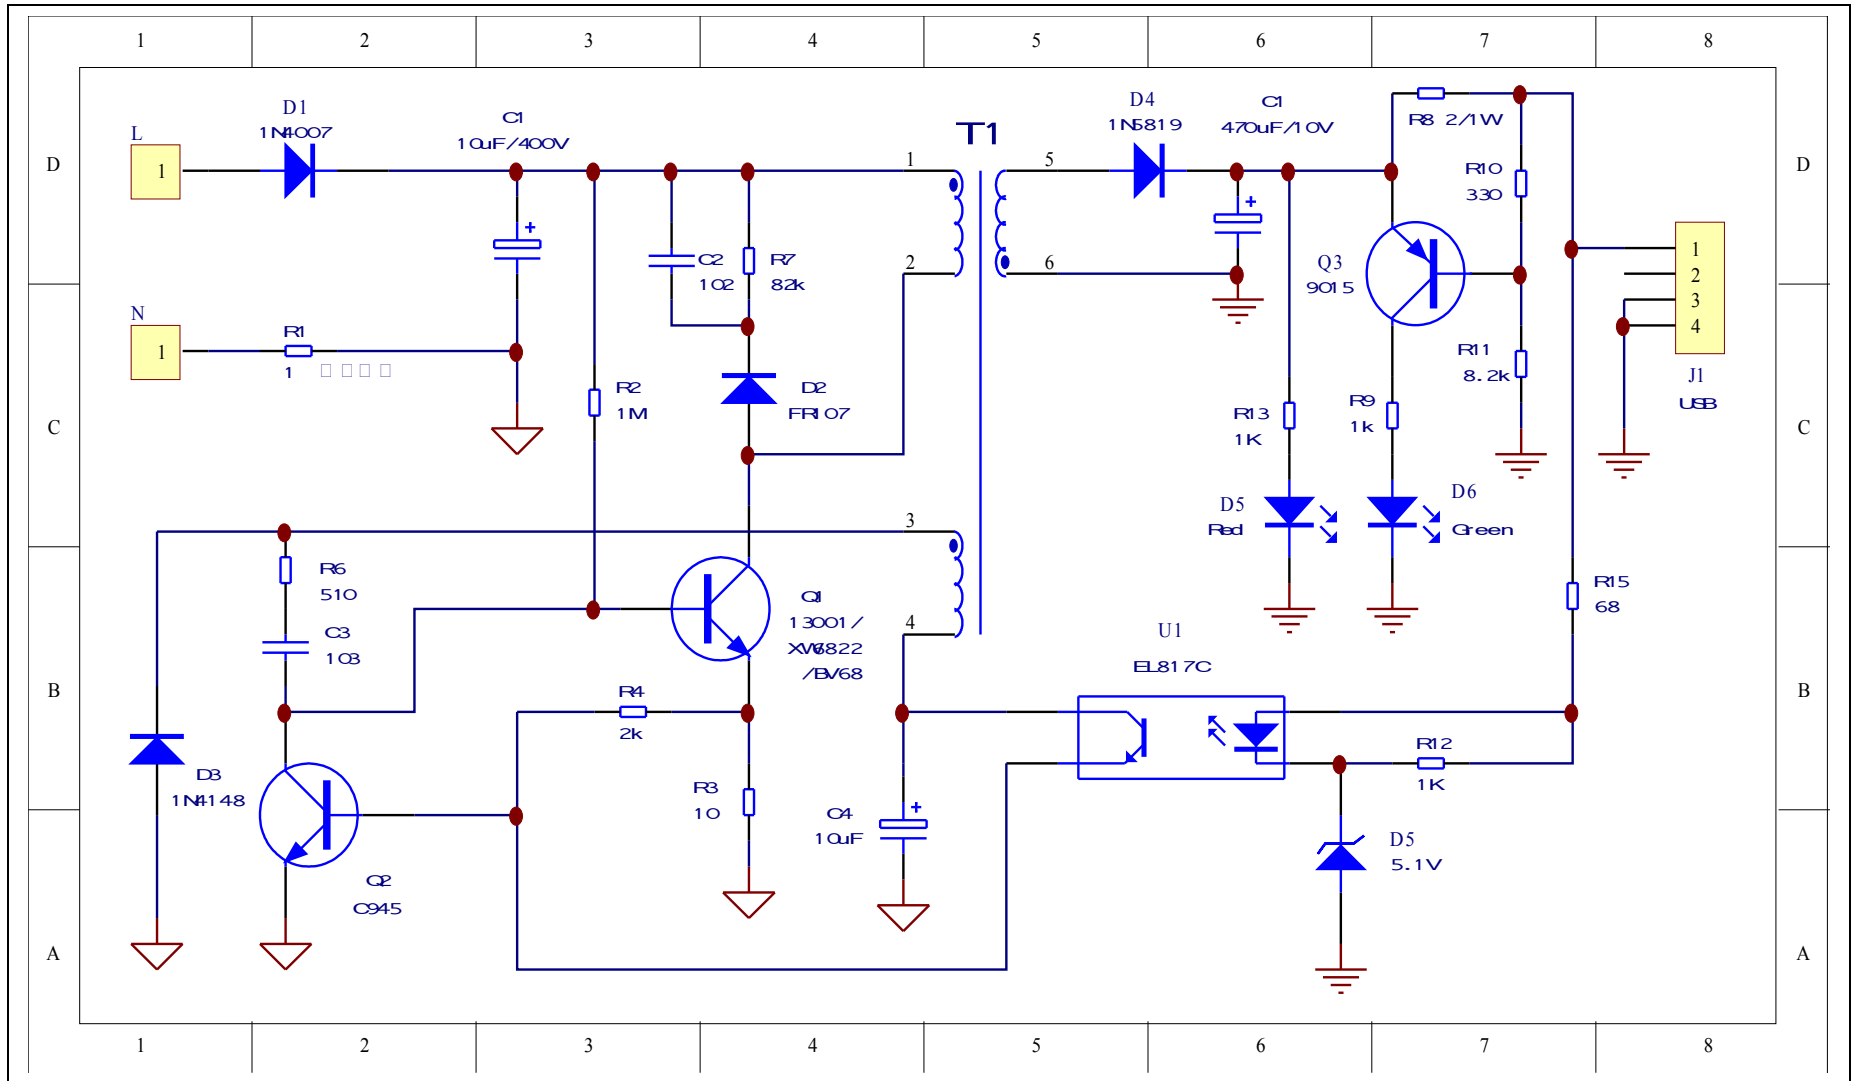 1 2 3 4 5 6 7 8
D
C
B
A
D
C
B
A
L
1
D1
1N4007
C1
10uF/400V
N
1
R1
1
C2
102
R7
82k
R2
1M
D2
FR107
T1
1
2
3
4
5
6
D4
1N5819
C1
470uF/10V
R8 2/1W
R10
330
Q3
9015
R11
8.2k
1
2
3
4
J1
USB
R13
1K
R9
1k
D5
Red
D6
Green
R6
510
C3
103
Q1
13001/
XW6822
/BV68
R4
2k
R3
10
D3
1N4148
Q2
C945
C4
10uF
U1
EL817C
R15
68
R12
1K
D5
5.1V
1 2 3 4 5 6 7 8